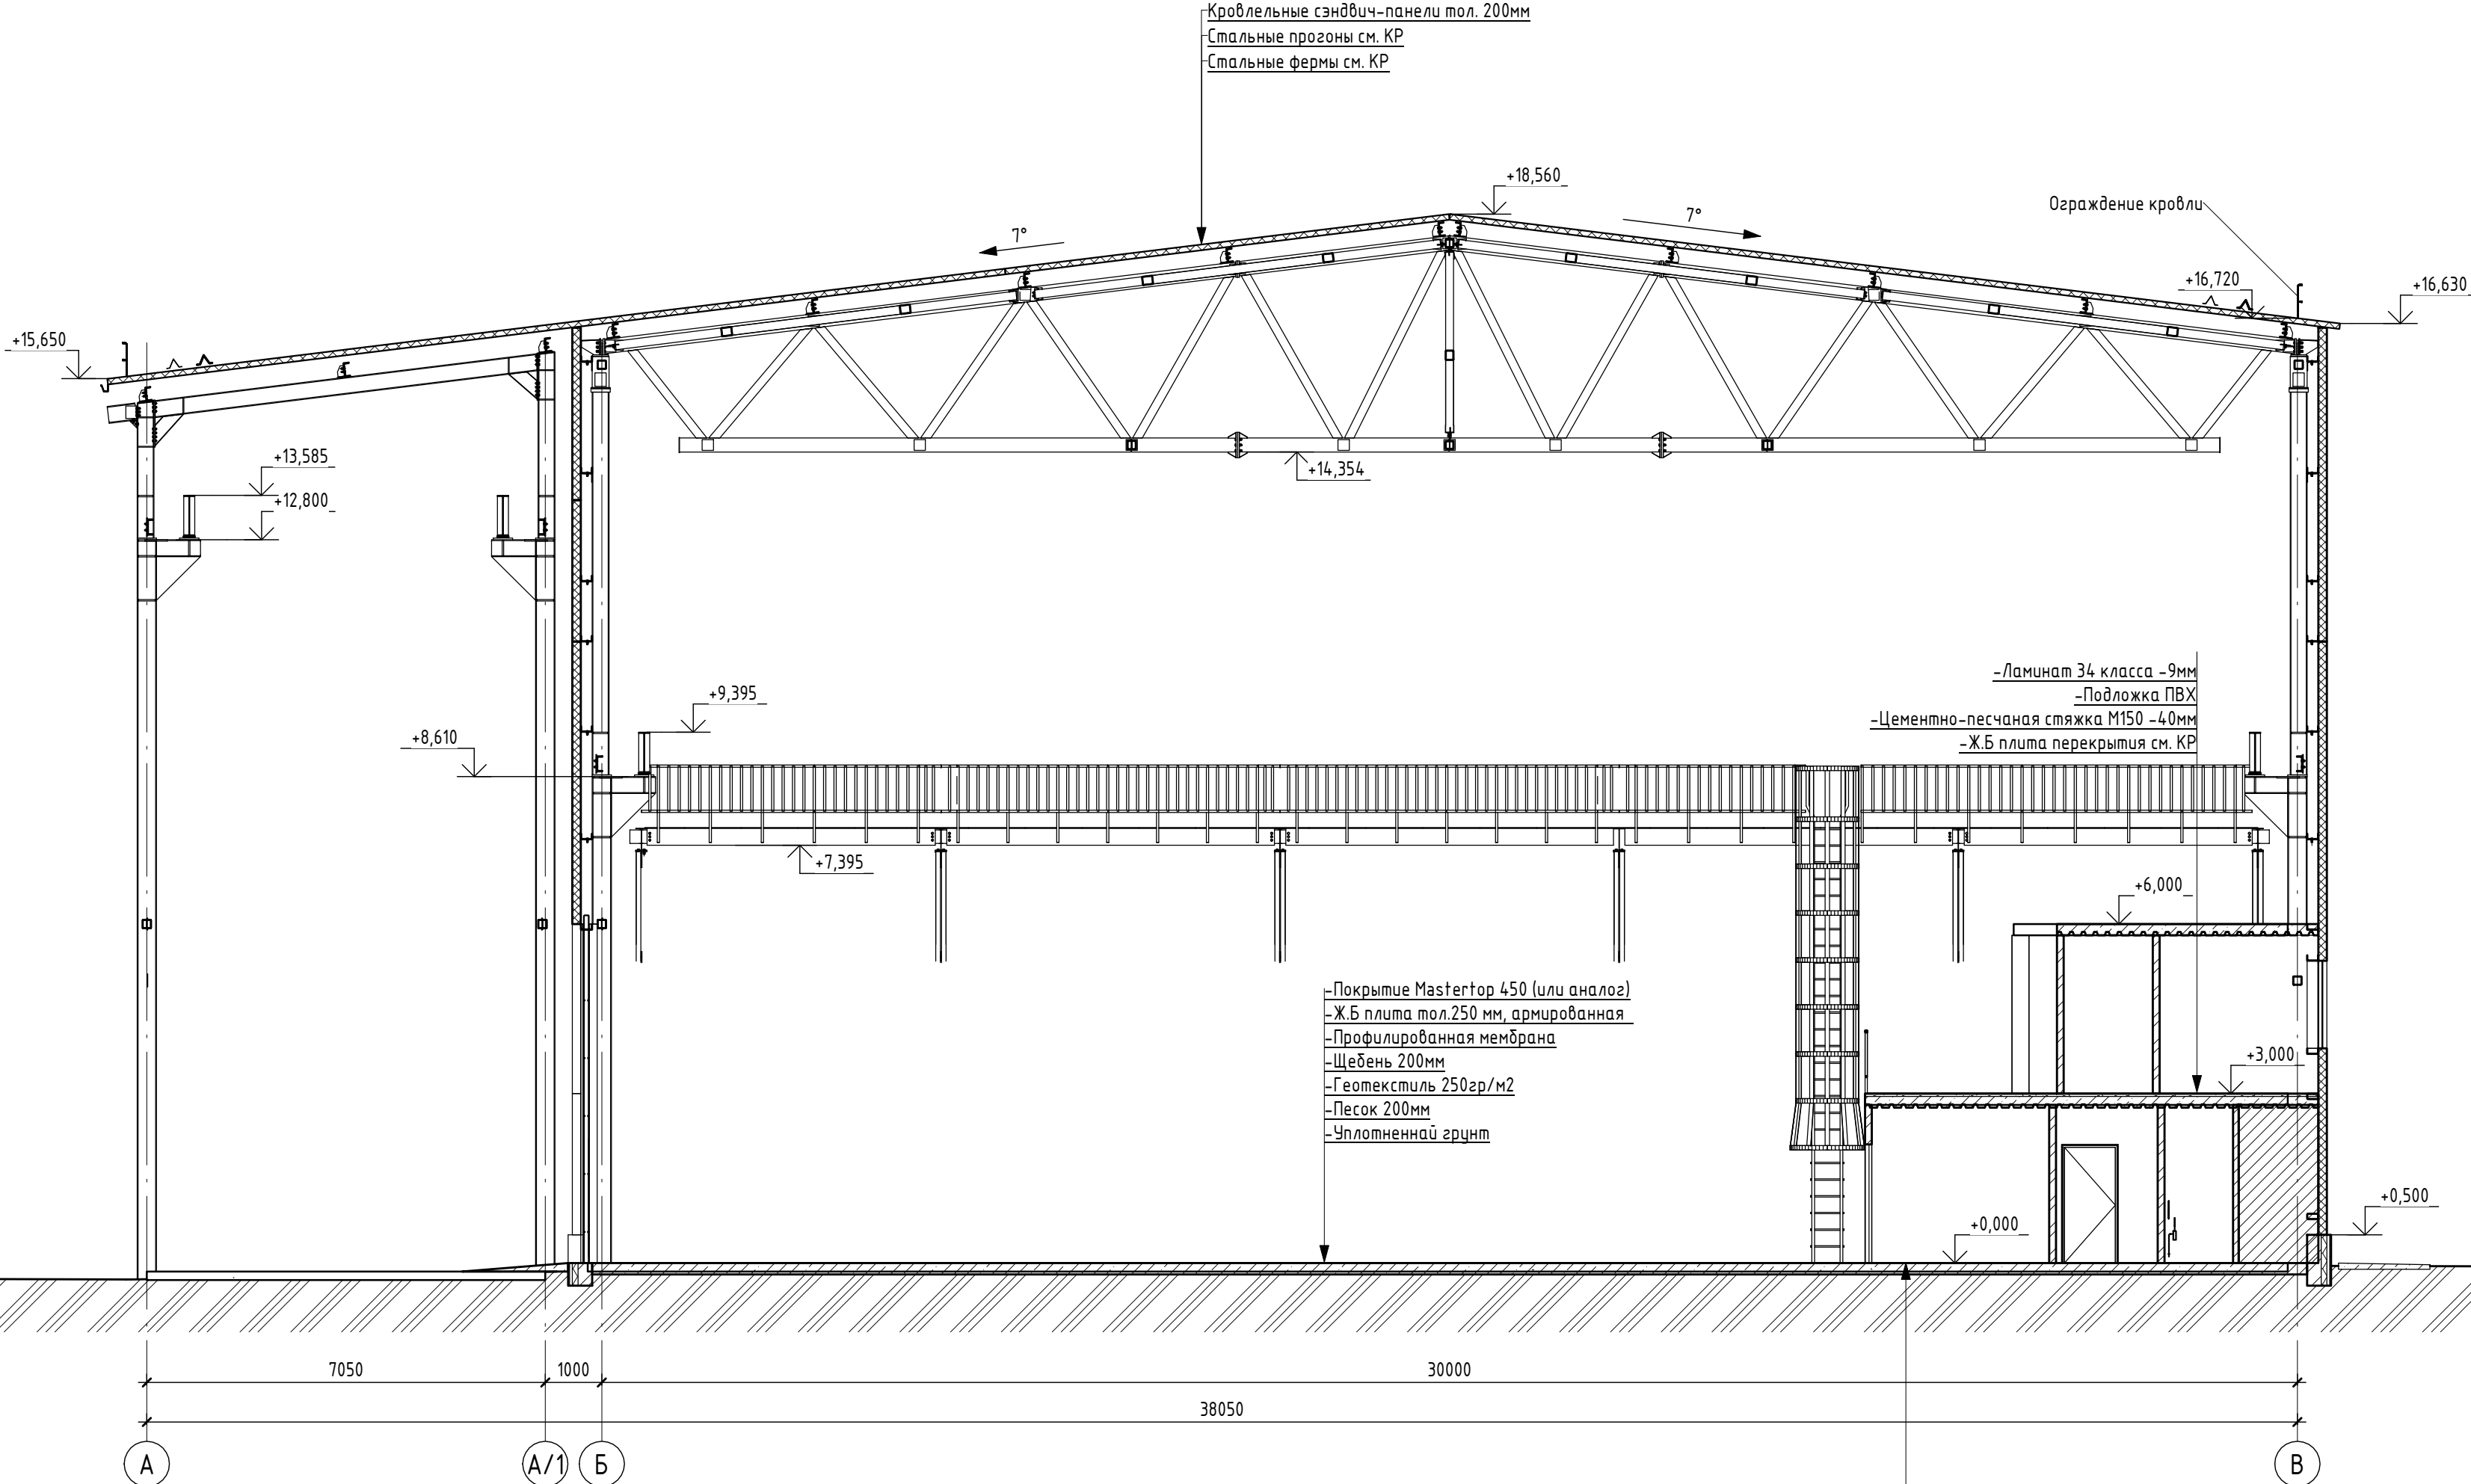 Кровлельные сэндвич-панели тол. 200мм
Стальные прогоны см. КР
Стальные фермы см. КР
+18,560
7°
7°
Ограждение кровли
+16,720
+16,630
+15,650
+14,354
+13,585
+12,800
-Ламинат 34 класса -9мм
-Подложка ПВХ
-Цементно-песчаная стяжка М150 -40мм
-Ж.Б плита перекрытия см. КР
+9,395
+8,610
+7,395
+6,000
-Покрытие Mastertop 450 (или аналог)
-Ж.Б плита тол.250 мм, армированная
-Профилированная мембрана
-Щебень 200мм
-Геотекстиль 250гр/м2
-Песок 200мм
-Уплотненнай грунт
+3,000
+0,500
+0,000
7050
1000
30000
38050
А
А/1
Б
В